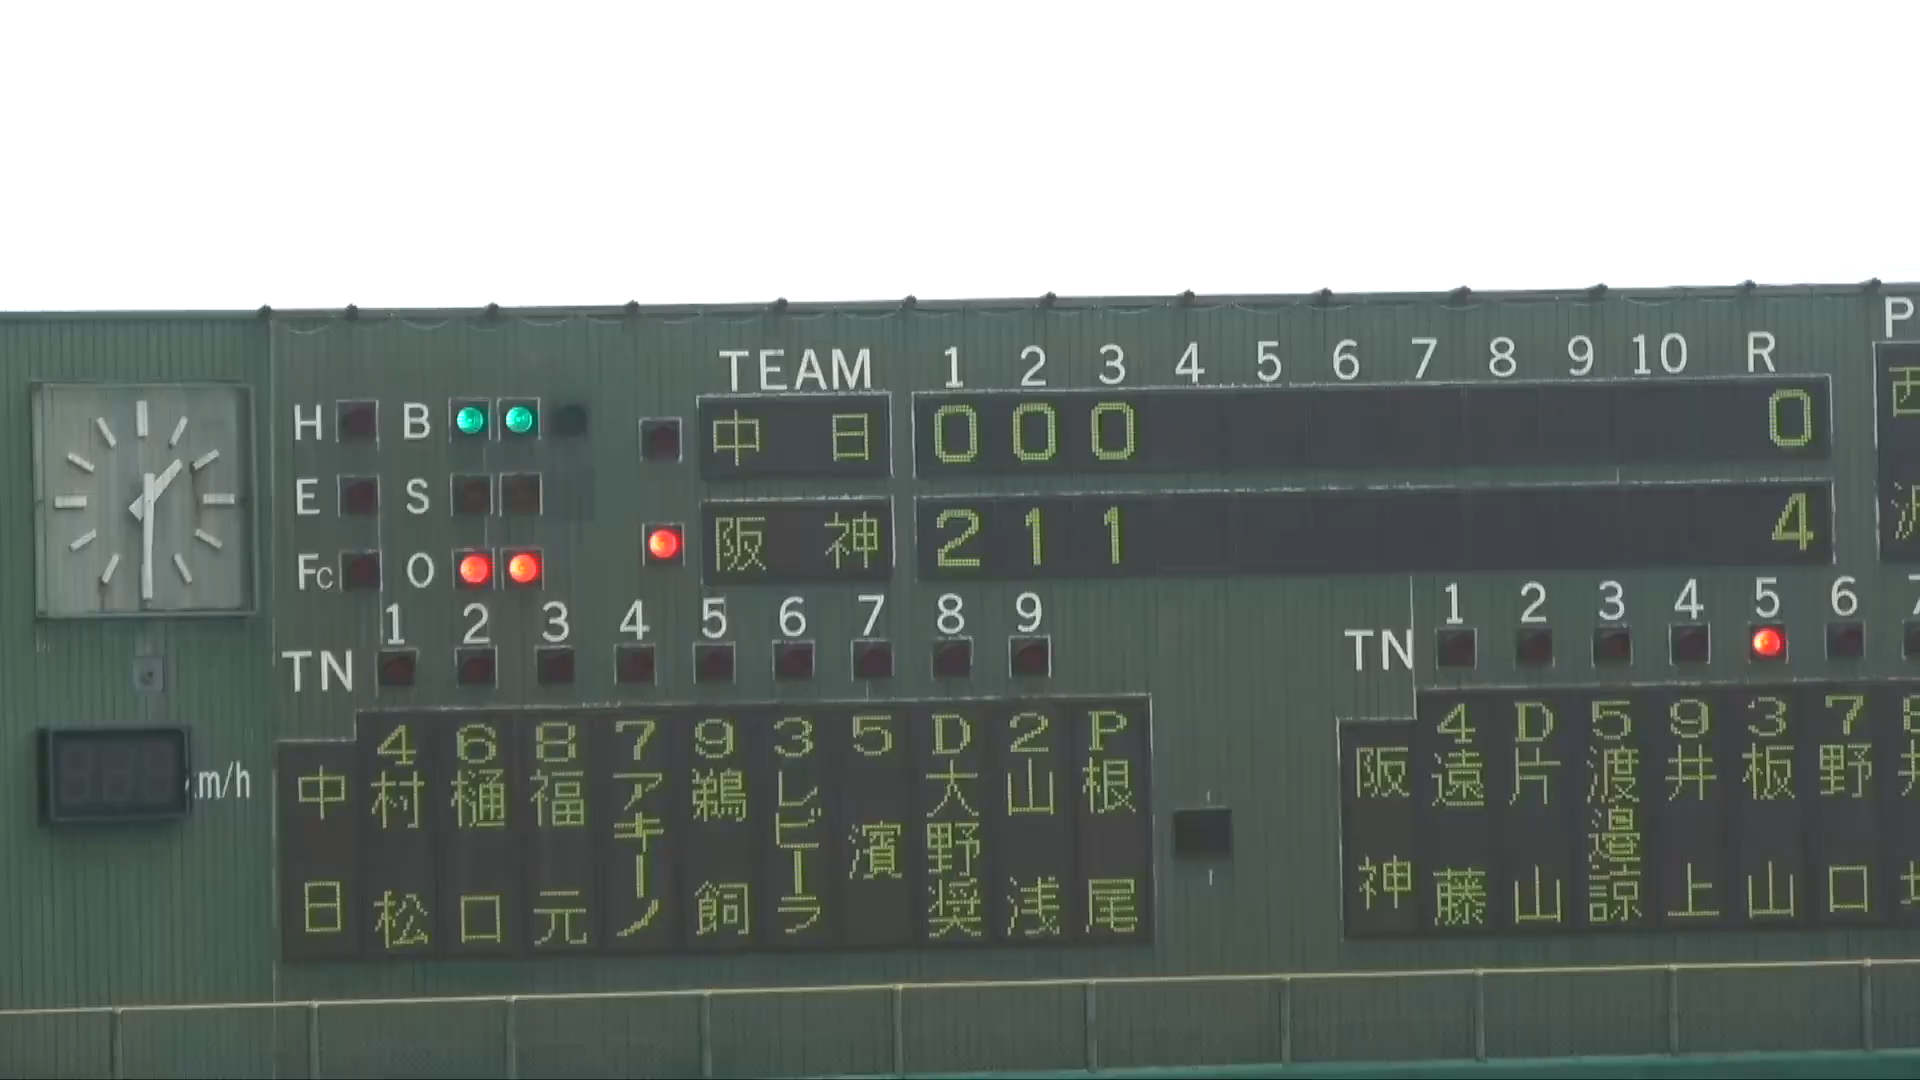 TEAM 1 2 3 4 5 6 7 8 9 10 R P
H B 中日 0 0 0 0
E S
阪神 2 1 1 4
Fc O
TN 1 2 3 4 5 6 7 8 9
中日
4 村松
6 樋口
8 福元
7 アキーノ
9 鵜飼
3 レビーラ
5 濱
D 大野奨
2 山浅
P 根尾
TN 1 2 3 4 5 6 7
阪神
4 遠藤
D 片山
5 渡邉諒
9 井上
3 板山
7 野口
8 井
km/h